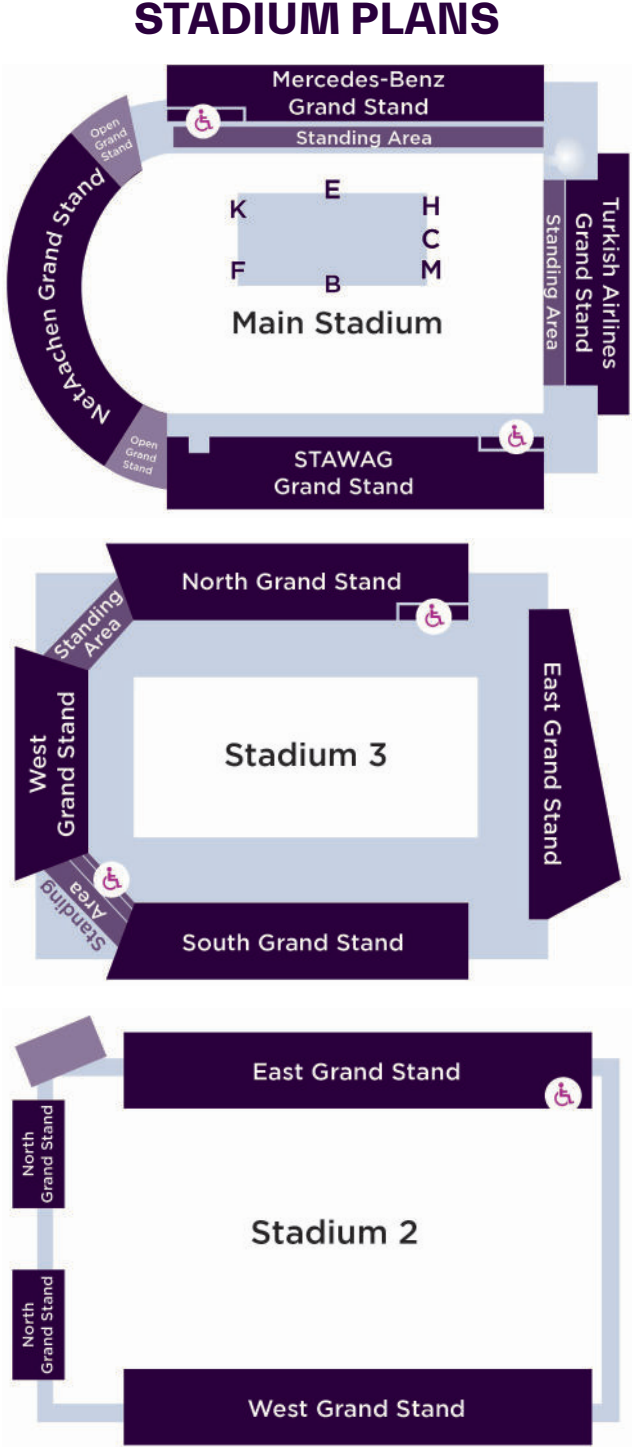 STADIUM PLANS
Mercedes-Benz
Grand Stand
Standing Area
Open
Grand
Stand
NetAachen Grand Stand
K
E
H
C
F
B
M
Main Stadium
Standing Area
Turkish Airlines
Grand Stand
Open
Grand
Stand
STAWAG
Grand Stand
North Grand Stand
Standing
Area
West
Grand Stand
Stadium 3
East Grand Stand
Standing
Area
South Grand Stand
East Grand Stand
North
Grand Stand
Stadium 2
North
Grand Stand
West Grand Stand